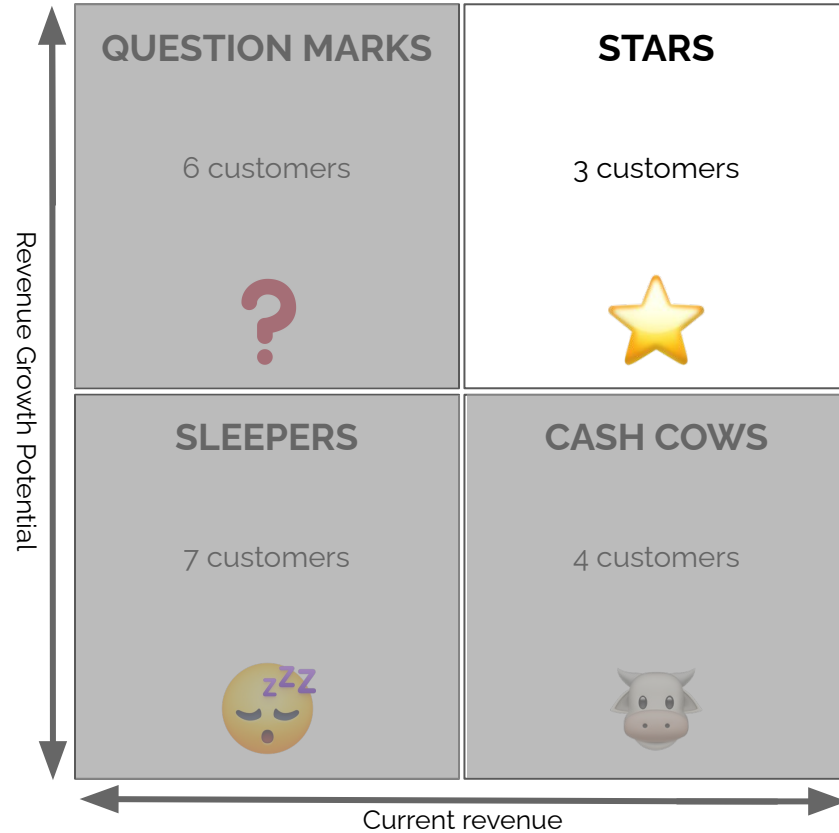 QUESTION MARKS
STARS
6 customers
3 customers
Revenue Growth Potential
SLEEPERS
CASH COWS
7 customers
4 customers
zzZ
Current revenue